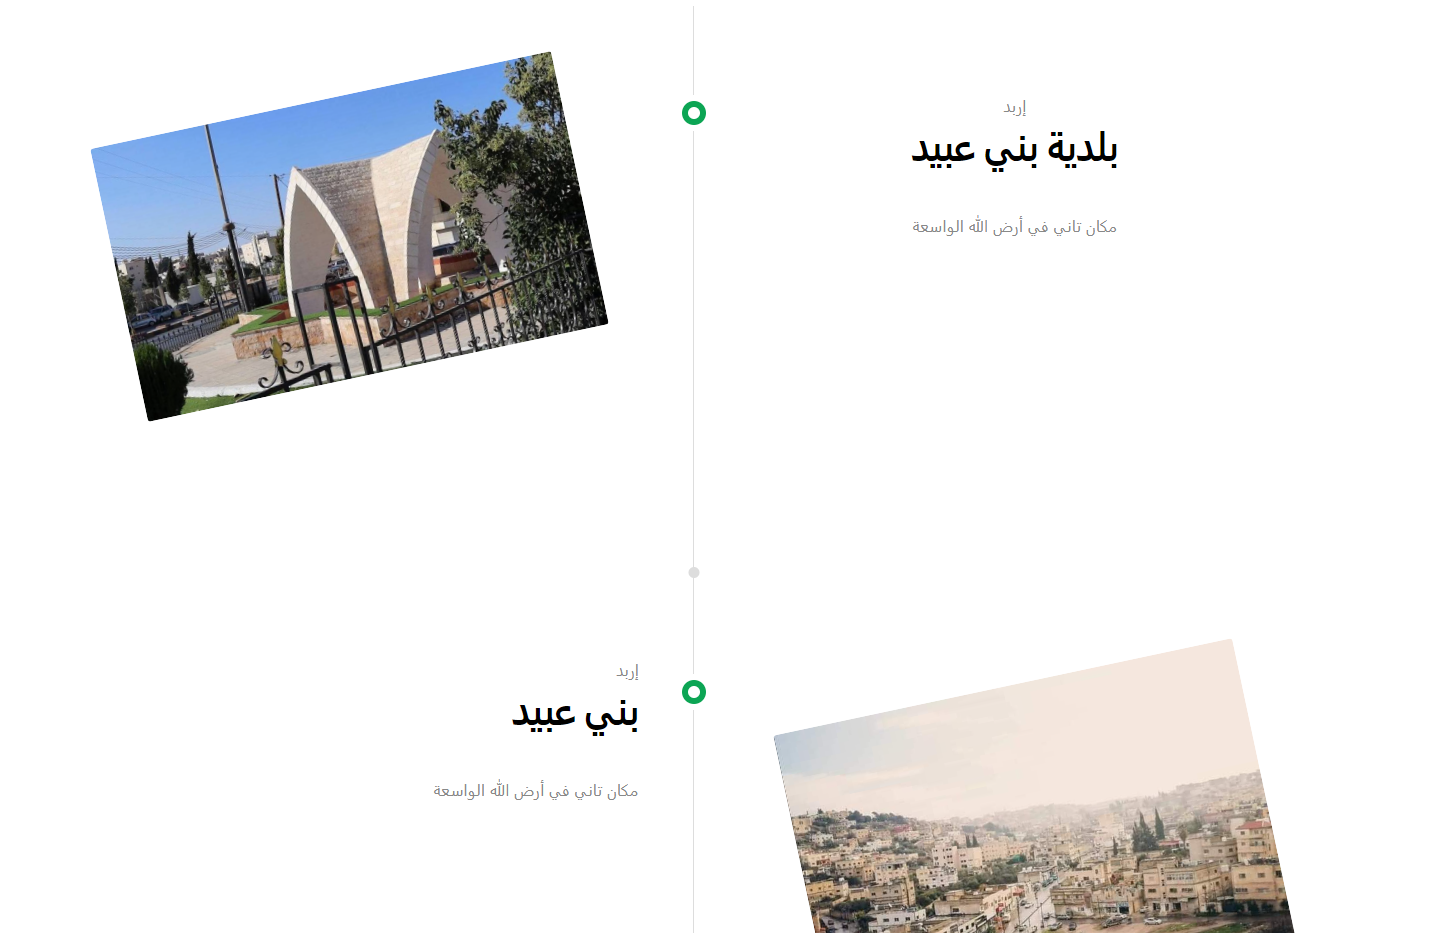 إربد
بلدية بني عبيد
مكان تاني في أرض الله الواسعة
إربد
بني عبيد
مكان تاني في أرض الله الواسعة